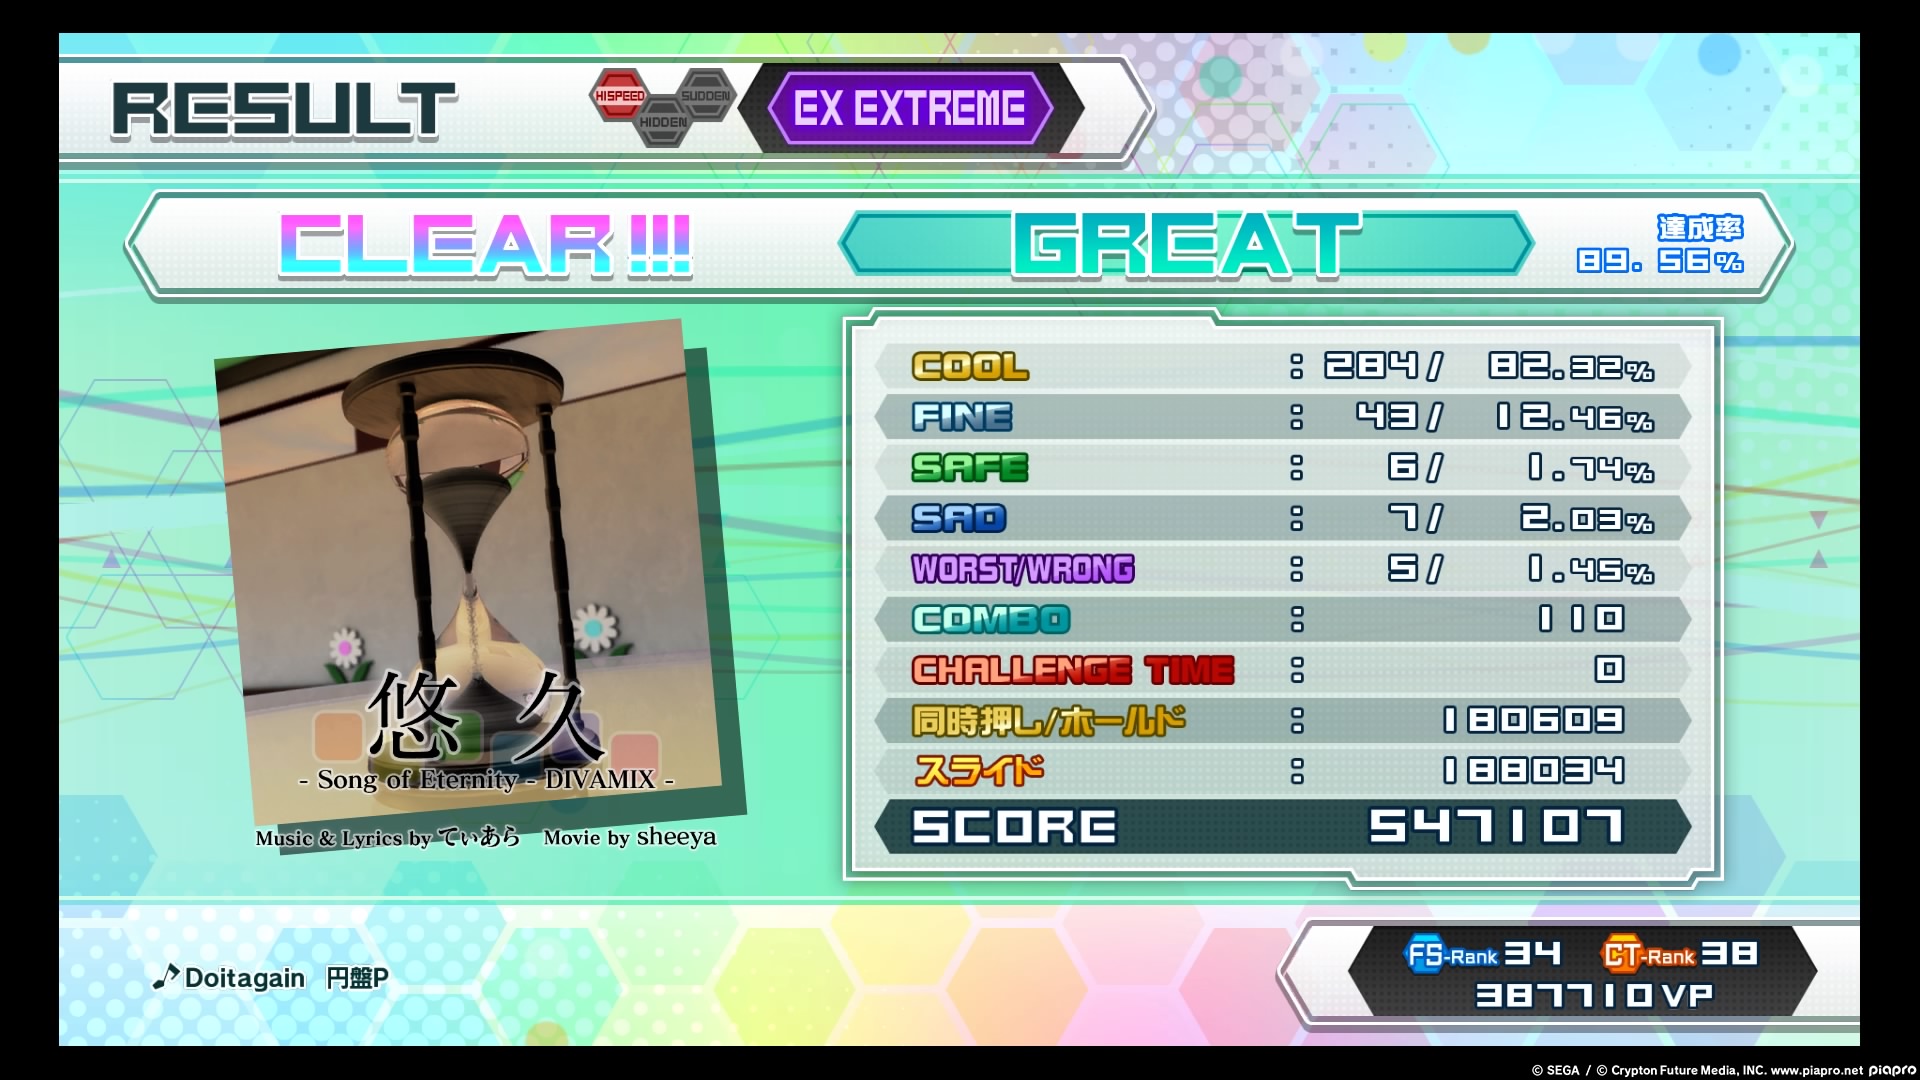 RESULT
HISPEED
HIDDEN
SUDDEN
EX EXTREME
CLEAR!!!
GREAT
達成率
89.56%
COOL : 284/ 82.32%
FINE : 43/ 12.46%
SAFE : 6/ 1.74%
SAD : 7/ 2.03%
WORST/WRONG : 5/ 1.45%
COMBO : 110
CHALLENGE TIME : 0
同時押し/ホールド : 180609
スライド : 188034
SCORE 547107
悠久
- Song of Eternity - DIVAMIX -
Music & Lyrics by てぃあら Movie by sheeya
♪Doitagain 円盤P
FS-Rank 34 CT-Rank 38
387710VP
© SEGA / © Crypton Future Media, INC. www.piapro.net piapro